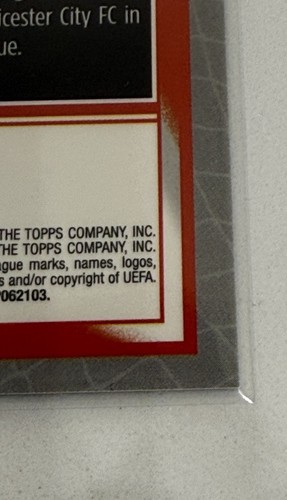 icester City FC in
ue.
THE TOPPS COMPANY, INC.
THE TOPPS COMPANY, INC.
ague marks, names, logos,
s and/or copyright of UEFA.
062103.